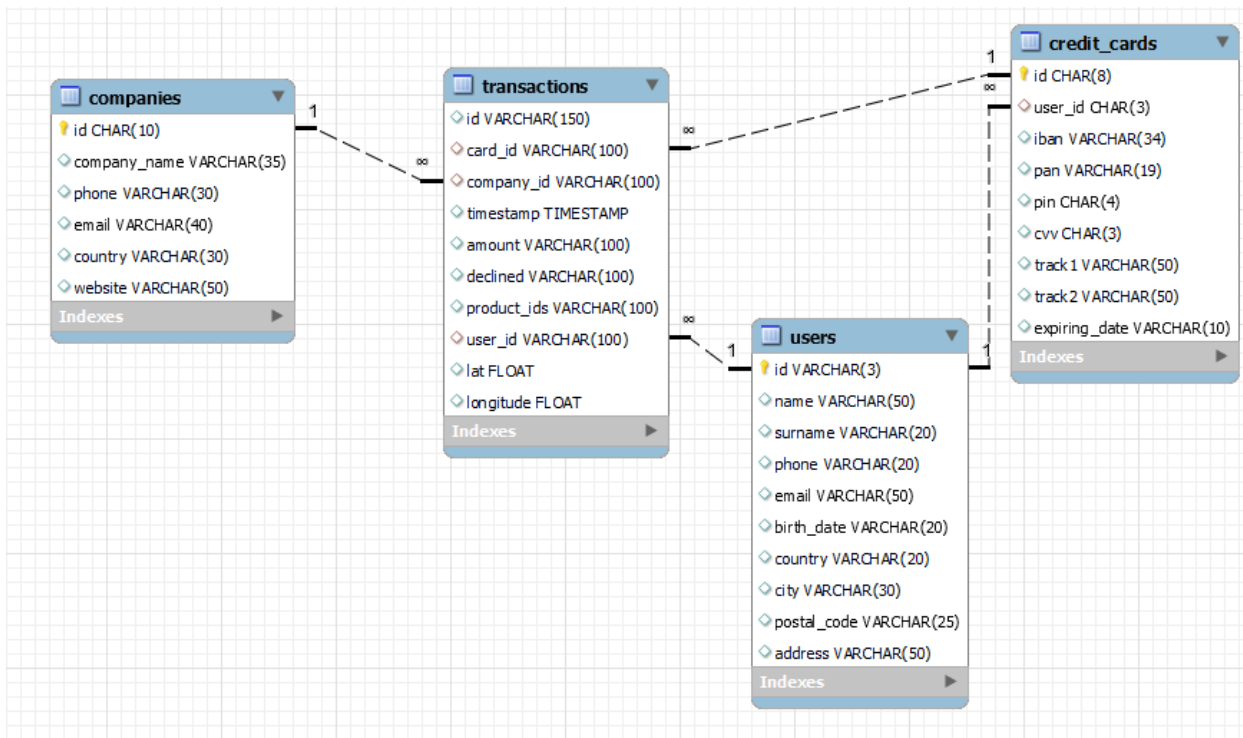 companies
id CHAR(10)
company_name VARCHAR(35)
phone VARCHAR(30)
email VARCHAR(40)
country VARCHAR(30)
website VARCHAR(50)
Indexes
1
∞
transactions
id VARCHAR(150)
card_id VARCHAR(100)
company_id VARCHAR(100)
timestamp TIMESTAMP
amount VARCHAR(100)
declined VARCHAR(100)
product_ids VARCHAR(100)
user_id VARCHAR(100)
lat FLOAT
longitude FLOAT
Indexes
∞
1
∞
1
users
id VARCHAR(3)
name VARCHAR(50)
surname VARCHAR(20)
phone VARCHAR(20)
email VARCHAR(50)
birth_date VARCHAR(20)
country VARCHAR(20)
city VARCHAR(30)
postal_code VARCHAR(25)
address VARCHAR(50)
Indexes
1
∞
credit_cards
id CHAR(8)
user_id CHAR(3)
iban VARCHAR(34)
pan VARCHAR(19)
pin CHAR(4)
cvv CHAR(3)
track1 VARCHAR(50)
track2 VARCHAR(50)
expiring_date VARCHAR(10)
Indexes